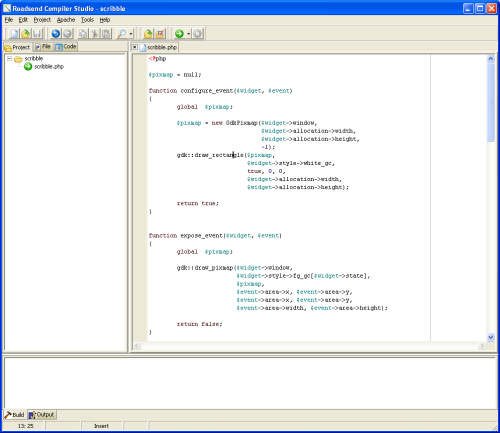 Roadsend Compiler Studio - scribble
File Edit Project Apache Tools Help
Project File Code
scribble
scribble.php
scribble.php
<?php
$pixmap = null;
function configure_event($widget, $event)
{
global $pixmap;
$pixmap = new GdkPixmap($widget->window,
$widget->allocation->width,
$widget->allocation->height,
-1);
gdk::draw_rectangle($pixmap,
$widget->style->white_gc,
true, 0, 0,
$widget->allocation->width,
$widget->allocation->height);
return true;
}
function expose_event($widget, $event)
{
global $pixmap;
gdk::draw_pixmap($widget->window,
$widget->style->fg_gc[$widget->state],
$pixmap,
$event->area->x, $event->area->y,
$event->area->x, $event->area->y,
$event->area->width, $event->area->height);
return false;
}
Build Output
13: 25 Insert